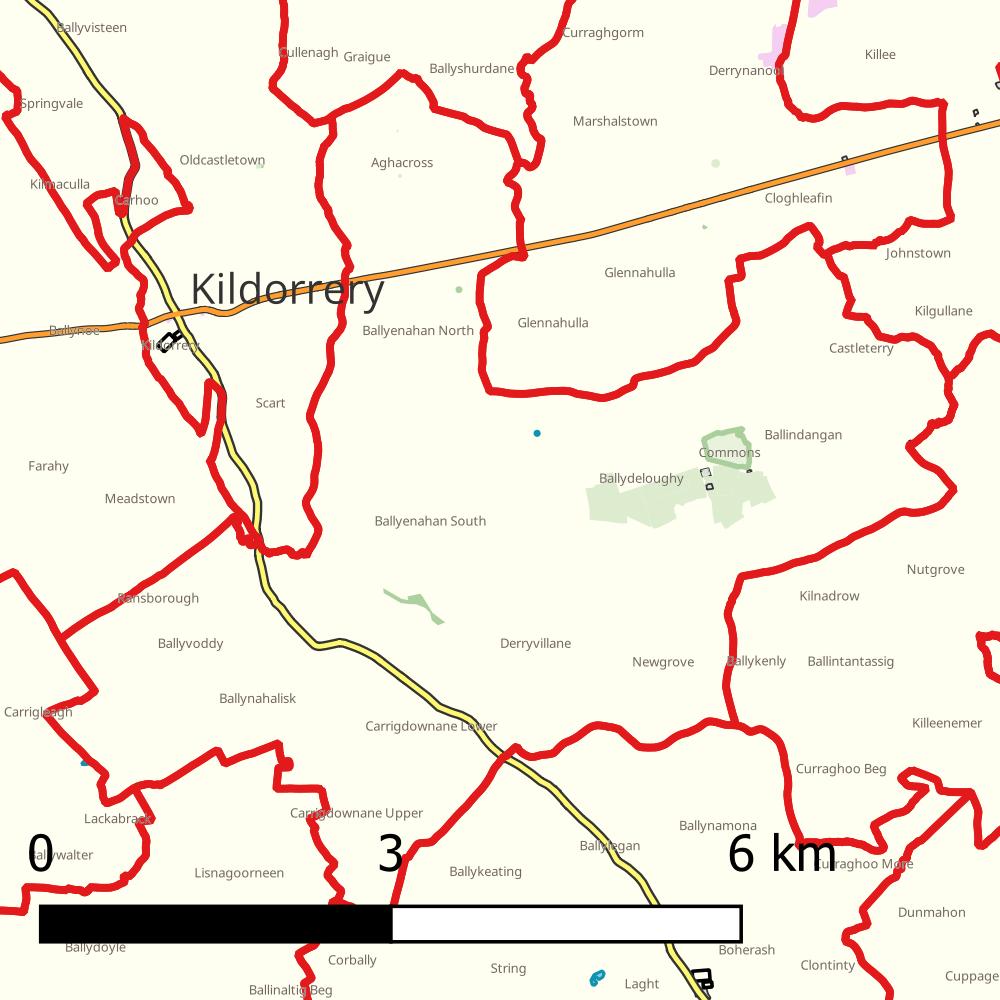 Ballyvisteen
Curraghgorm
Cullenagh
Graigue
Killee
Ballyshurdane
Derrynanool
Springvale
Marshalstown
Oldcastletown
Aghacross
Kilmaculla
Carhoo
Cloghleafin
Johnstown
Glennahulla
Kildorrery
Kilgullane
Ballynoe
Ballyenahan North
Glennahulla
Kildorrery
Castleterry
Scart
Ballindangan
Commons
Farahy
Ballydeloughy
Meadstown
Ballyenahan South
Nutgrove
Ransborough
Kilnadrow
Ballyvoddy
Derryvillane
Newgrove
Ballykenly
Ballintantassig
Ballynahalisk
Carrigleagh
Carrigdownane Lower
Killeenemer
Curraghoo Beg
Lackabrack
Carrigdownane Upper
Ballynamona
Ballywalter
Ballylegan
0
3
6 km
Curraghoo More
Lisnagoorneen
Ballykeating
Dunmahon
Ballydoyle
Boherash
Corbally
String
Clontinty
Laght
Cuppage
Ballinaltig Beg